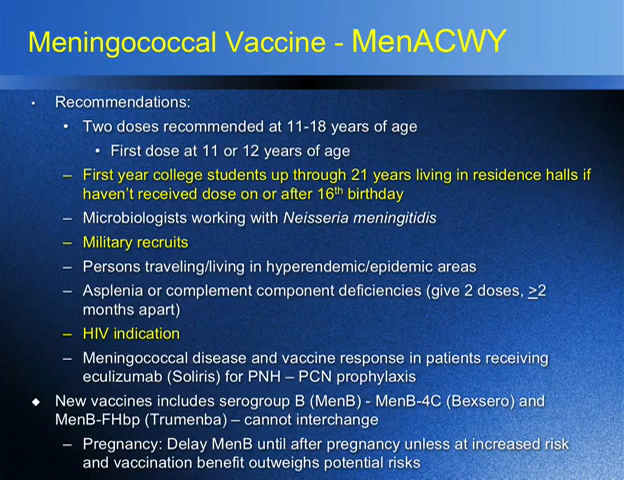 Meningococcal Vaccine - MenACWY
• Recommendations:
• Two doses recommended at 11-18 years of age
• First dose at 11 or 12 years of age
– First year college students up through 21 years living in residence halls if
haven't received dose on or after 16th birthday
– Microbiologists working with Neisseria meningitidis
– Military recruits
– Persons traveling/living in hyperendemic/epidemic areas
– Asplenia or complement component deficiencies (give 2 doses, ≥2
months apart)
– HIV indication
– Meningococcal disease and vaccine response in patients receiving
eculizumab (Soliris) for PNH – PCN prophylaxis
◆ New vaccines includes serogroup B (MenB) - MenB-4C (Bexsero) and
MenB-FHbp (Trumenba) – cannot interchange
– Pregnancy: Delay MenB until after pregnancy unless at increased risk
and vaccination benefit outweighs potential risks